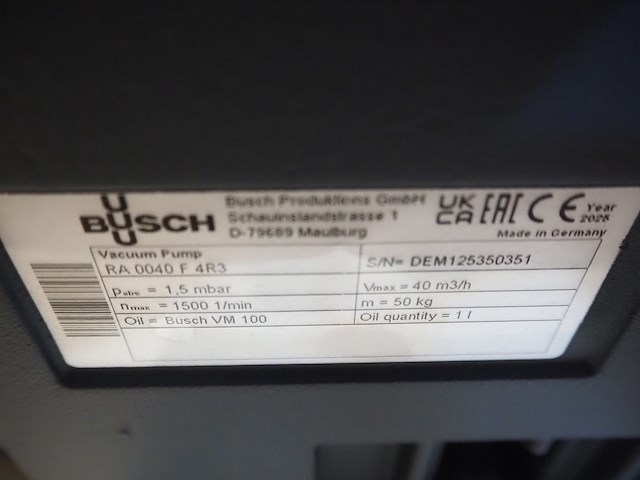 BUSCH
Busch Produktions GmbH
Schauinslandstrasse 1
D-79689 Maulburg
UK
CA EAC CE Year
Made in Germany
Vacuum Pump
RA 0040 F 4R3
S/N= DEM125350351
Pabs = 1,5 mbar
Vmax = 40 m3/h
nmax = 1500 1/min
m = 50 kg
Oil = Busch VM 100
Oil quantity = 1 l